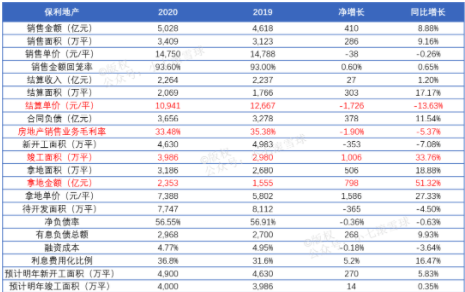 保利地产 2020 2019 净增长 同比增长
销售金额（亿元） 5,028 4,618 410 8.88%
销售面积（万平） 3,409 3,123 286 9.16%
销售单价（元/平） 14,750 14,788 -38 -0.26%
销售金额回笼率 93.60% 93.00% 0.60% 0.65%
结算收入（亿元） 2,264 2,237 27 1.20%
结算面积（万平） 2,069 1,766 303 17.17%
结算单价（元/平） 10,941 12,667 -1,726 -13.63%
合同负债（亿元） 3,656 3,278 378 11.54%
房地产销售业务毛利率 33.48% 35.38% -1.90% -5.37%
新开工面积（万平） 4,630 4,983 -353 -7.08%
竣工面积（万平） 3,986 2,980 1,006 33.76%
拿地面积（万平） 3,186 2,680 506 18.88%
拿地金额（亿元） 2,353 1,555 798 51.32%
拿地单价（元/平） 7,388 5,802 1,586 27.33%
待开发面积（万平） 7,747 8,112 -365 -4.50%
净负债率 56.55% 56.91% -0.36% -0.63%
有息负债总额 2,968 2,700 268 9.93%
融资成本 4.77% 4.95% -0.18% -3.64%
利息费用化比例 36.8% 31.6% 5.2% 16.47%
预计明年新开工面积（万平） 4,900 4,630 270 5.83%
预计明年竣工面积（万平） 4,000 3,986 14 0.35%